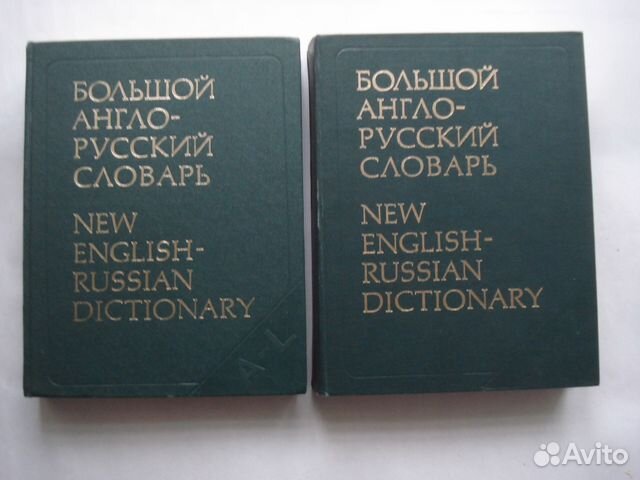 БОЛЬШОЙ
АНГЛО-
РУССКИЙ
СЛОВАРЬ
NEW
ENGLISH-
RUSSIAN
DICTIONARY
A-L
БОЛЬШОЙ
АНГЛО-
РУССКИЙ
СЛОВАРЬ
NEW
ENGLISH-
RUSSIAN
DICTIONARY
Avito